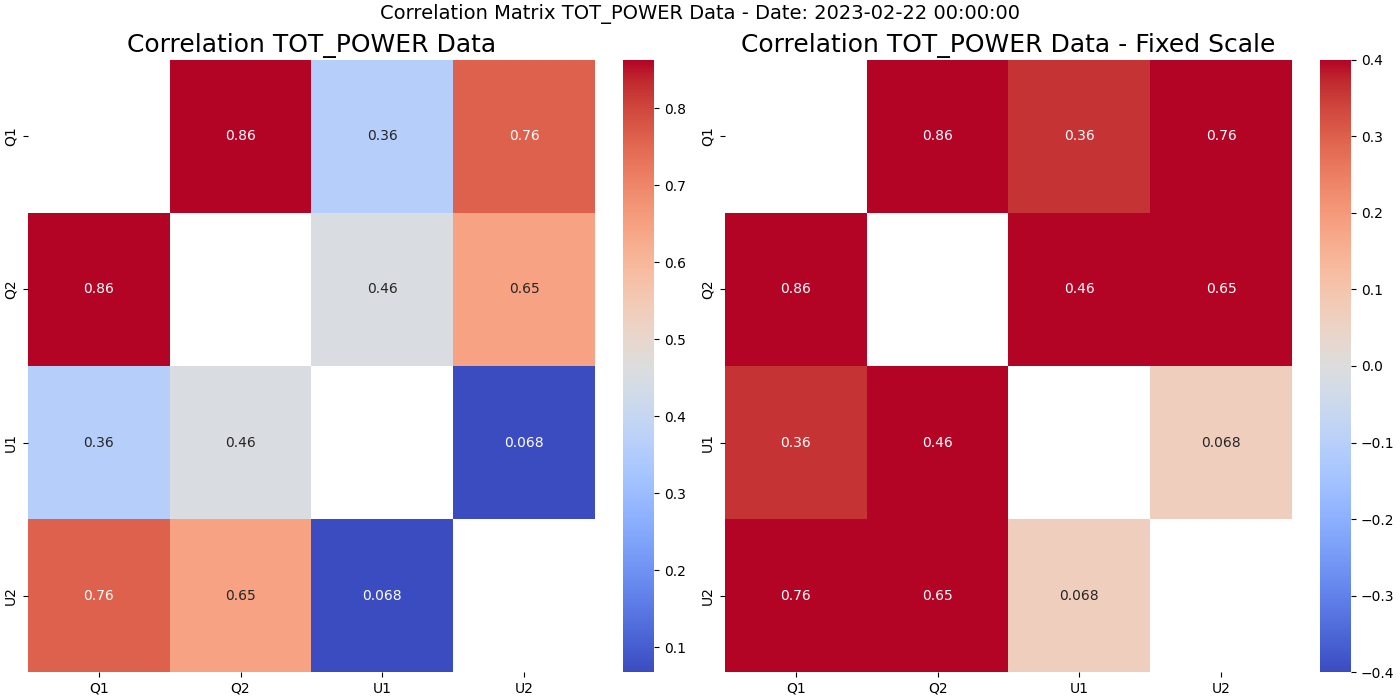 Correlation Matrix TOT_POWER Data - Date: 2023-02-22 00:00:00
Correlation TOT_POWER Data
Q1
0.86
0.36
0.76
Q2
0.86
0.46
0.65
U1
0.36
0.46
0.068
U2
0.76
0.65
0.068
Q1
Q2
U1
U2
0.8
0.7
0.6
0.5
0.4
0.3
0.2
0.1
Correlation TOT_POWER Data - Fixed Scale
Q1
0.86
0.36
0.76
Q2
0.86
0.46
0.65
U1
0.36
0.46
0.068
U2
0.76
0.65
0.068
Q1
Q2
U1
U2
0.4
0.3
0.2
0.1
0.0
−0.1
−0.2
−0.3
−0.4